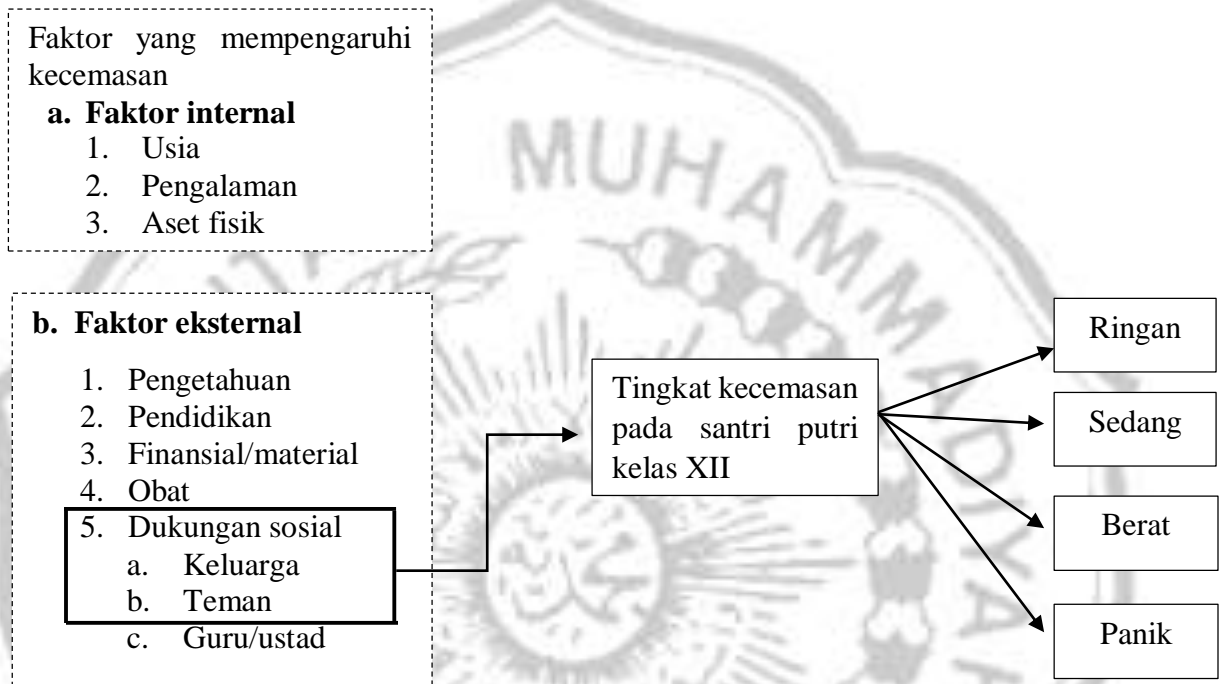 Faktor yang mempengaruhi
kecemasan
a. Faktor internal
1. Usia
2. Pengalaman
3. Aset fisik
b. Faktor eksternal
1. Pengetahuan
2. Pendidikan
3. Finansial/material
4. Obat
5. Dukungan sosial
a. Keluarga
b. Teman
c. Guru/ustad
Tingkat kecemasan
pada santri putri
kelas XII
Ringan
Sedang
Berat
Panik
MUHAMMADIYA